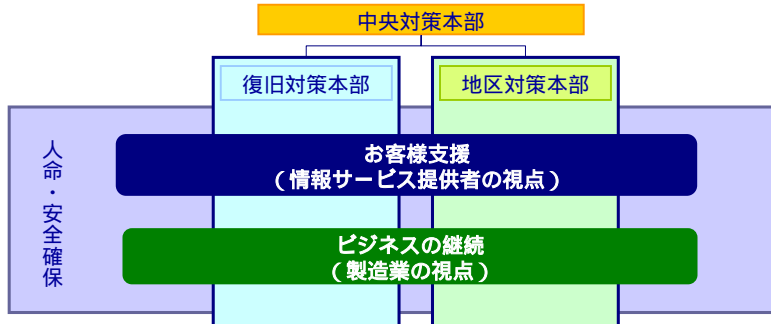 中央対策本部
復旧対策本部
地区対策本部
人命・安全確保
お客様支援
(情報サービス提供者の視点)
ビジネスの継続
(製造業の視点)